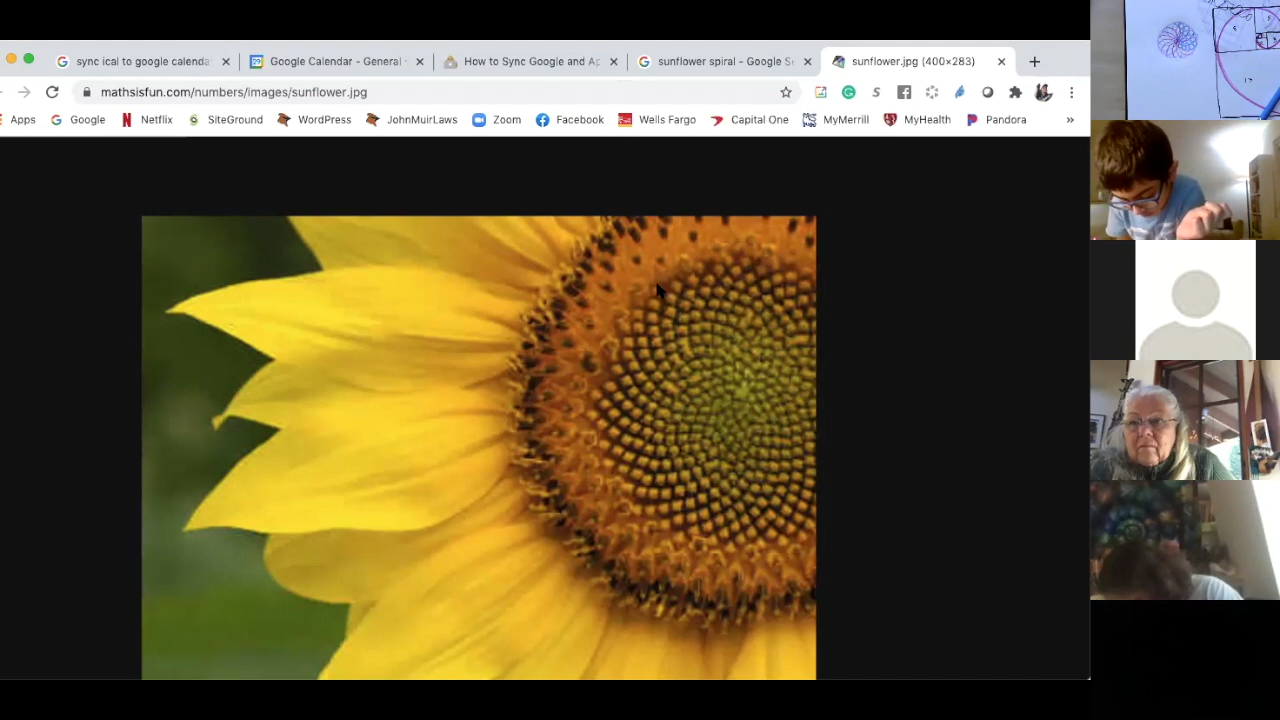 sync ical to google calenda
Google Calendar - General
How to Sync Google and Ap
sunflower spiral - Google S
sunflower.jpg (400×283)
mathsisfun.com/numbers/images/sunflower.jpg
Apps
Google
Netflix
SiteGround
WordPress
JohnMuirLaws
Zoom
Facebook
Wells Fargo
Capital One
MyMerrill
MyHealth
Pandora
»